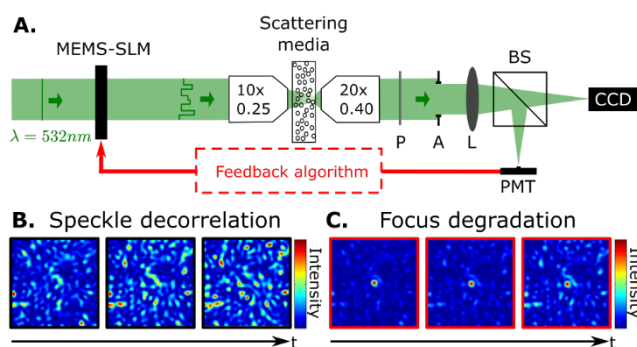 A.
Scattering
media
MEMS-SLM
BS
10x
0.25
20x
0.40
CCD
λ = 532nm
P
A
L
Feedback algorithm
PMT
B. Speckle decorrelation
C. Focus degradation
Intensity
Intensity
t
t